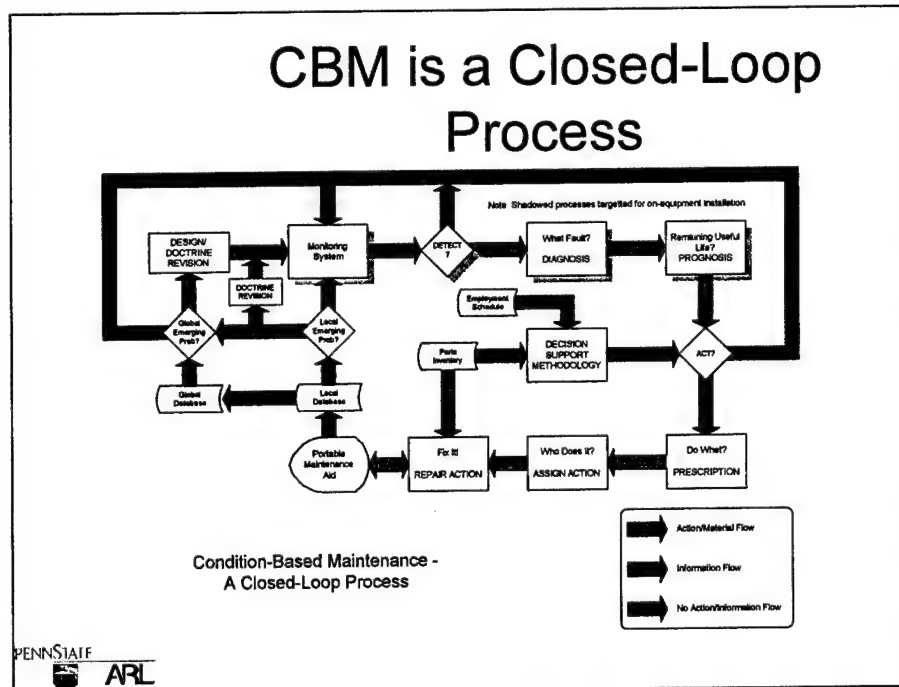 CBM is a Closed-Loop
Process
Note Shadowed processes targetted for on-equipment installation
DESIGN/
DOCTRINE
REVISION
DOCTRINE
REVISION
Monitoring
System
DETECT
?
What Fault?
DIAGNOSIS
Remaining Useful
Life?
PROGNOSIS
Employment
Schedule
Global
Emerging
Prob?
Local
Emerging
Prob?
Parts
Inventory
DECISION
SUPPORT
METHODOLOGY
ACT?
Global
Database
Local
Database
Portable
Maintenance
Aid
Fix It!
REPAIR ACTION
Who Does It?
ASSIGN ACTION
Do What?
PRESCRIPTION
Action/Material Flow
Information Flow
No Action/Information Flow
Condition-Based Maintenance -
A Closed-Loop Process
PENNSTATE
ARL